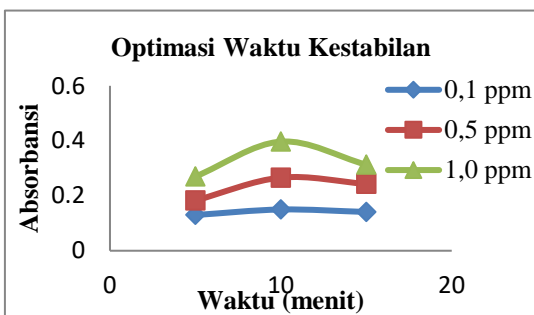 Optimasi Waktu Kestabilan
0.6
0.4
0.2
0
Absorbansi
0
10
20
Waktu (menit)
0,1 ppm
0,5 ppm
1,0 ppm